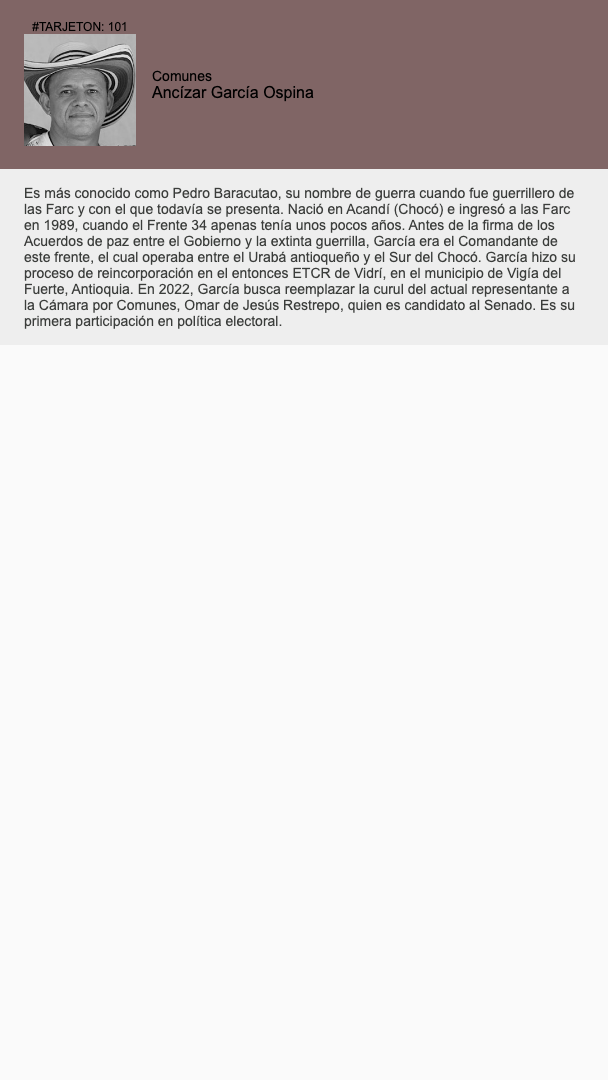 #TARJETON: 101
Comunes
Ancízar García Ospina
Es más conocido como Pedro Baracutao, su nombre de guerra cuando fue guerrillero de
las Farc y con el que todavía se presenta. Nació en Acandí (Chocó) e ingresó a las Farc
en 1989, cuando el Frente 34 apenas tenía unos pocos años. Antes de la firma de los
Acuerdos de paz entre el Gobierno y la extinta guerrilla, García era el Comandante de
este frente, el cual operaba entre el Urabá antioqueño y el Sur del Chocó. García hizo su
proceso de reincorporación en el entonces ETCR de Vidrí, en el municipio de Vigía del
Fuerte, Antioquia. En 2022, García busca reemplazar la curul del actual representante a
la Cámara por Comunes, Omar de Jesús Restrepo, quien es candidato al Senado. Es su
primera participación en política electoral.